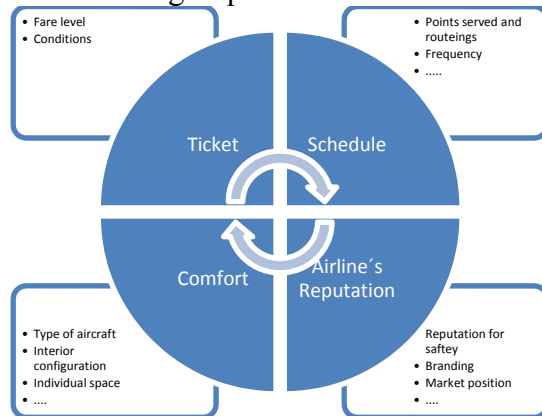 • Fare level
• Conditions
• Points served and
routeings
• Frequency
• .....
Ticket
Schedule
Comfort
Airline´s
Reputation
• Type of aircraft
• Interior
configuration
• Individual space
• ....
Reputation for
saftey
• Branding
• Market position
• ....